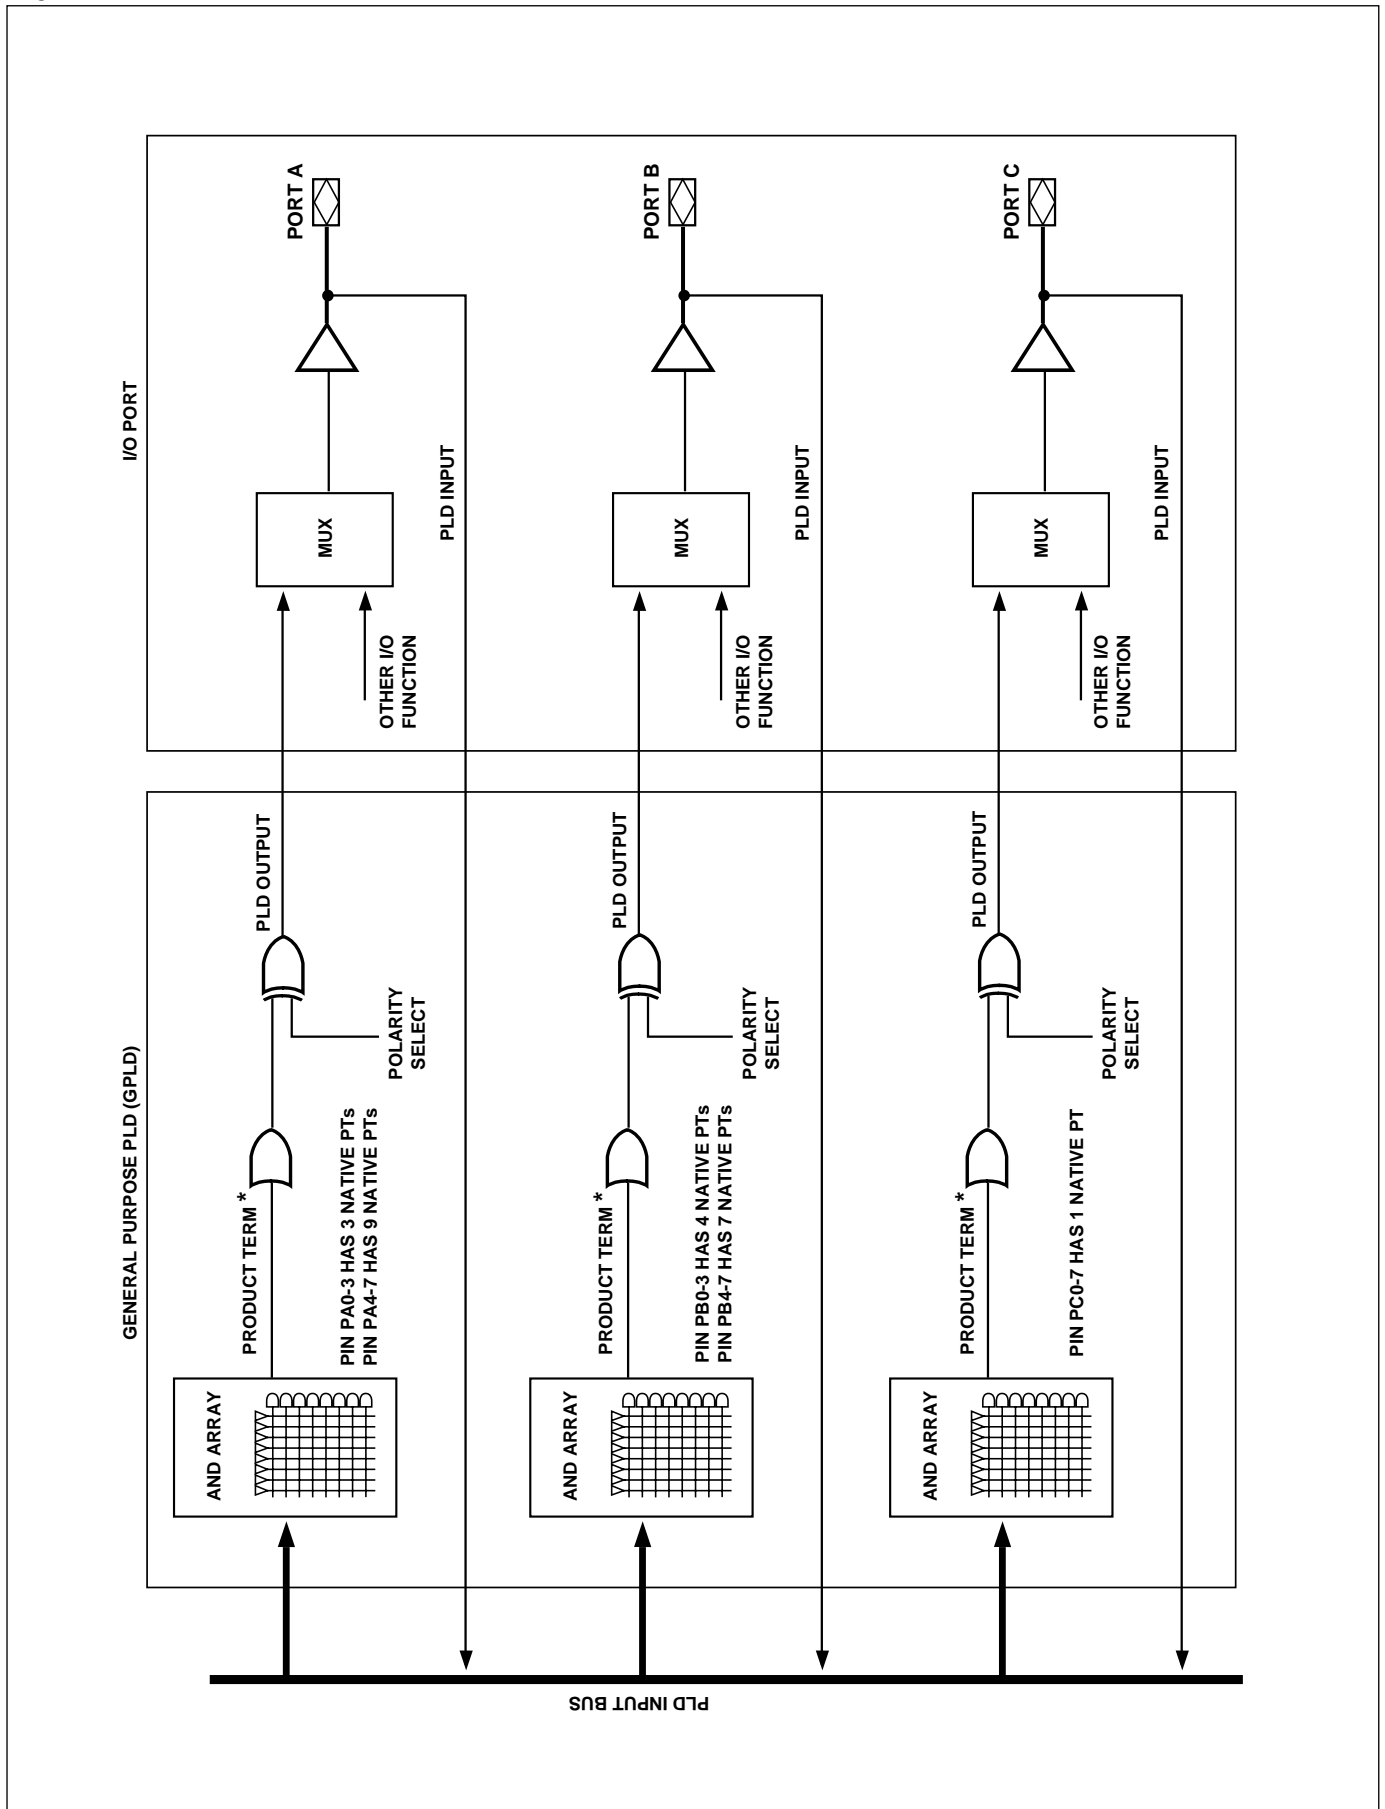 GENERAL PURPOSE PLD (GPLD)
I/O PORT
AND ARRAY
PRODUCT TERM *
PIN PA0-3 HAS 3 NATIVE PTs
PIN PA4-7 HAS 9 NATIVE PTs
POLARITY
SELECT
PLD OUTPUT
OTHER I/O
FUNCTION
MUX
PLD INPUT
PORT A
AND ARRAY
PRODUCT TERM *
PIN PB0-3 HAS 4 NATIVE PTs
PIN PB4-7 HAS 7 NATIVE PTs
POLARITY
SELECT
PLD OUTPUT
OTHER I/O
FUNCTION
MUX
PLD INPUT
PORT B
AND ARRAY
PRODUCT TERM *
PIN PC0-7 HAS 1 NATIVE PT
POLARITY
SELECT
PLD OUTPUT
OTHER I/O
FUNCTION
MUX
PLD INPUT
PORT C
PLD INPUT BUS